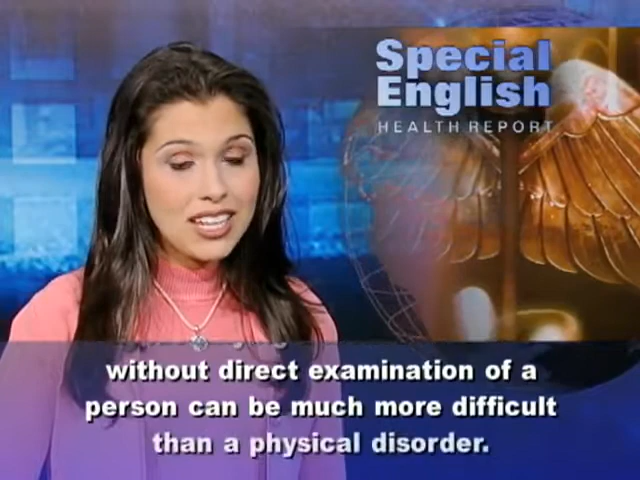 Special
English
HEALTH REPORT
without direct examination of a
person can be much more difficult
than a physical disorder.